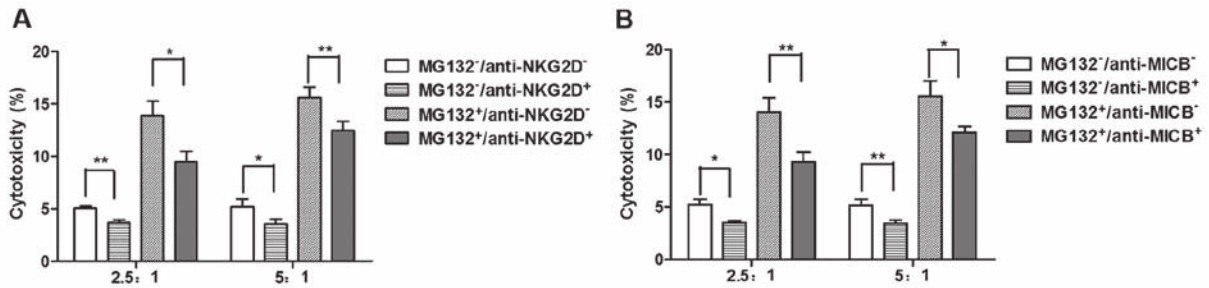 A
Cytotoxicity (%)
20
15
10
5
0
** * * **
2.5: 1 5: 1
MG132⁻/anti-NKG2D⁻
MG132⁻/anti-NKG2D⁺
MG132⁺/anti-NKG2D⁻
MG132⁺/anti-NKG2D⁺
B
Cytotoxicity (%)
20
15
10
5
0
* ** ** *
2.5: 1 5: 1
MG132⁻/anti-MICB⁻
MG132⁻/anti-MICB⁺
MG132⁺/anti-MICB⁻
MG132⁺/anti-MICB⁺